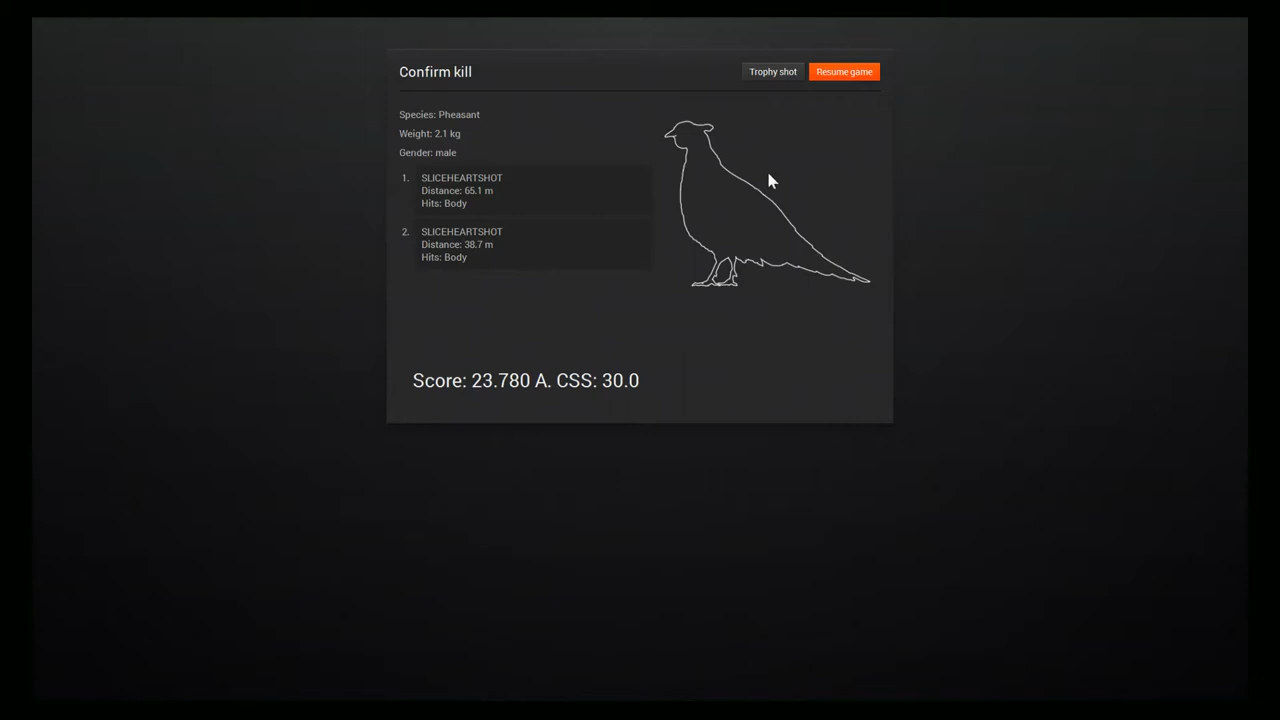 Confirm kill
Trophy shot
Resume game
Species: Pheasant
Weight: 2.1 kg
Gender: male
1. SLICEHEARTSHOT
Distance: 65.1 m
Hits: Body
2. SLICEHEARTSHOT
Distance: 38.7 m
Hits: Body
Score: 23.780 A. CSS: 30.0